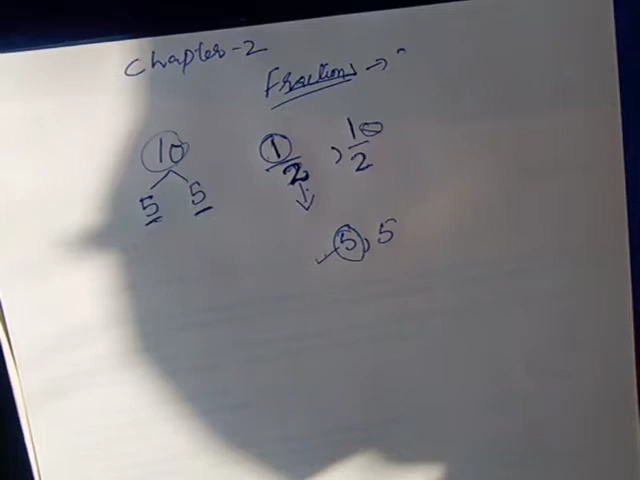 Chapter-2
Fractions →
10 1/2 , 10/2
5 5
5, 5